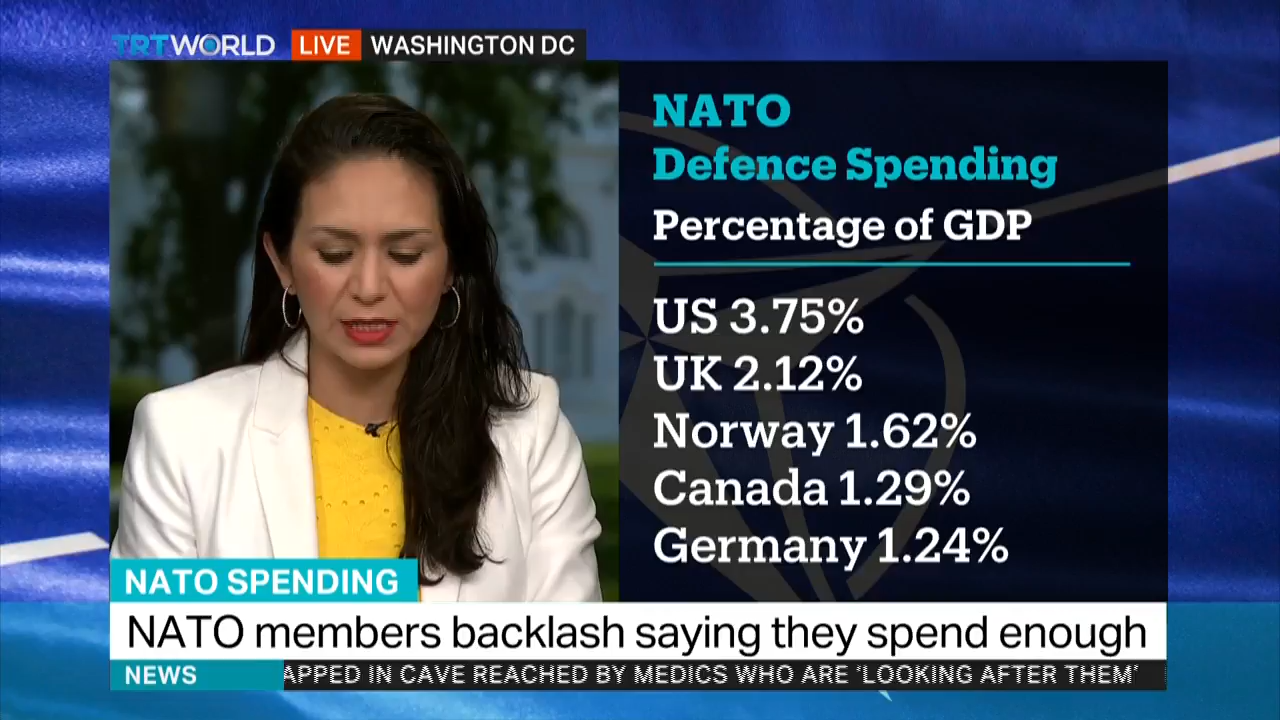 TRTWORLD LIVE WASHINGTON DC
NATO
Defence Spending
Percentage of GDP
US 3.75%
UK 2.12%
Norway 1.62%
Canada 1.29%
Germany 1.24%
NATO SPENDING
NATO members backlash saying they spend enough
NEWS APPED IN CAVE REACHED BY MEDICS WHO ARE 'LOOKING AFTER THEM'